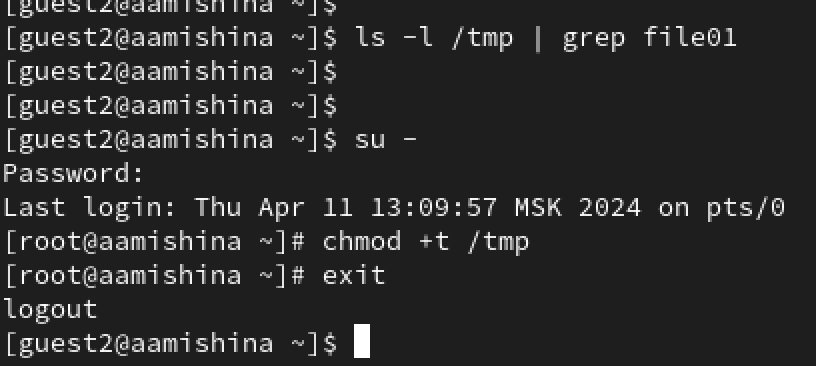 [guest2@aamishina ~]$
[guest2@aamishina ~]$ ls -l /tmp | grep file01
[guest2@aamishina ~]$
[guest2@aamishina ~]$
[guest2@aamishina ~]$ su -
Password:
Last login: Thu Apr 11 13:09:57 MSK 2024 on pts/0
[root@aamishina ~]# chmod +t /tmp
[root@aamishina ~]# exit
logout
[guest2@aamishina ~]$